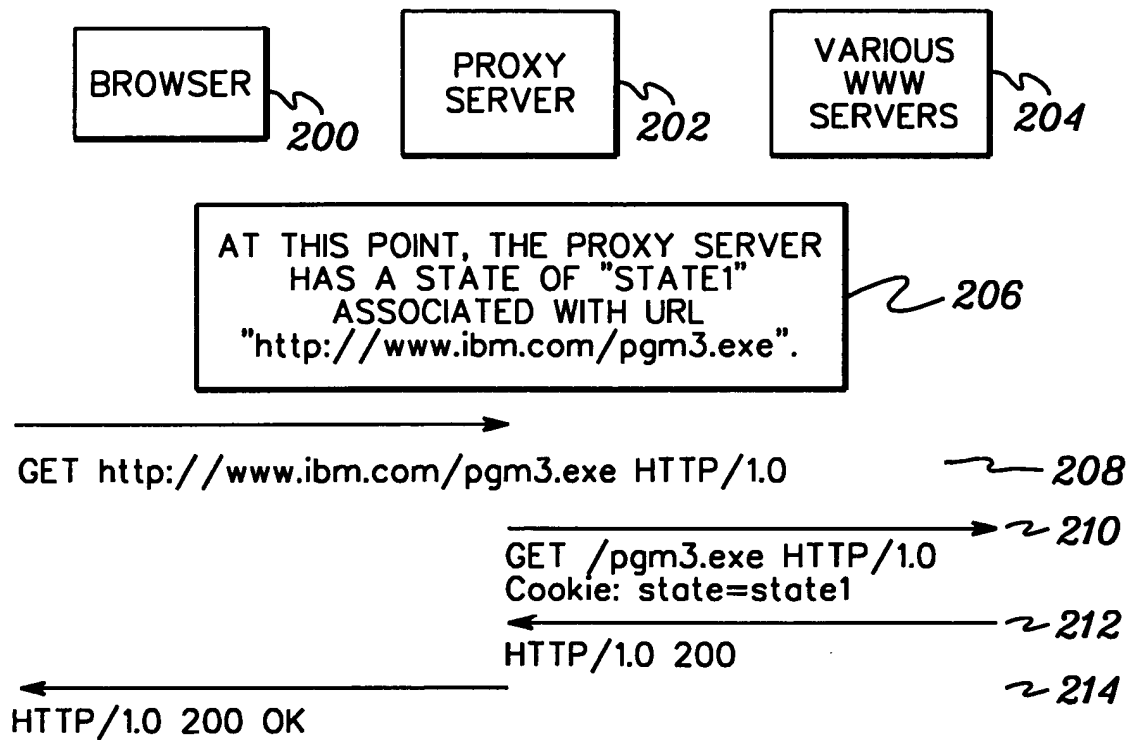 BROWSER
200
PROXY
SERVER
202
VARIOUS
WWW
SERVERS
204
AT THIS POINT, THE PROXY SERVER
HAS A STATE OF "STATE1"
ASSOCIATED WITH URL
"http://www.ibm.com/pgm3.exe".
206
GET http://www.ibm.com/pgm3.exe HTTP/1.0
208
210
GET /pgm3.exe HTTP/1.0
Cookie: state=state1
212
HTTP/1.0 200
214
HTTP/1.0 200 OK